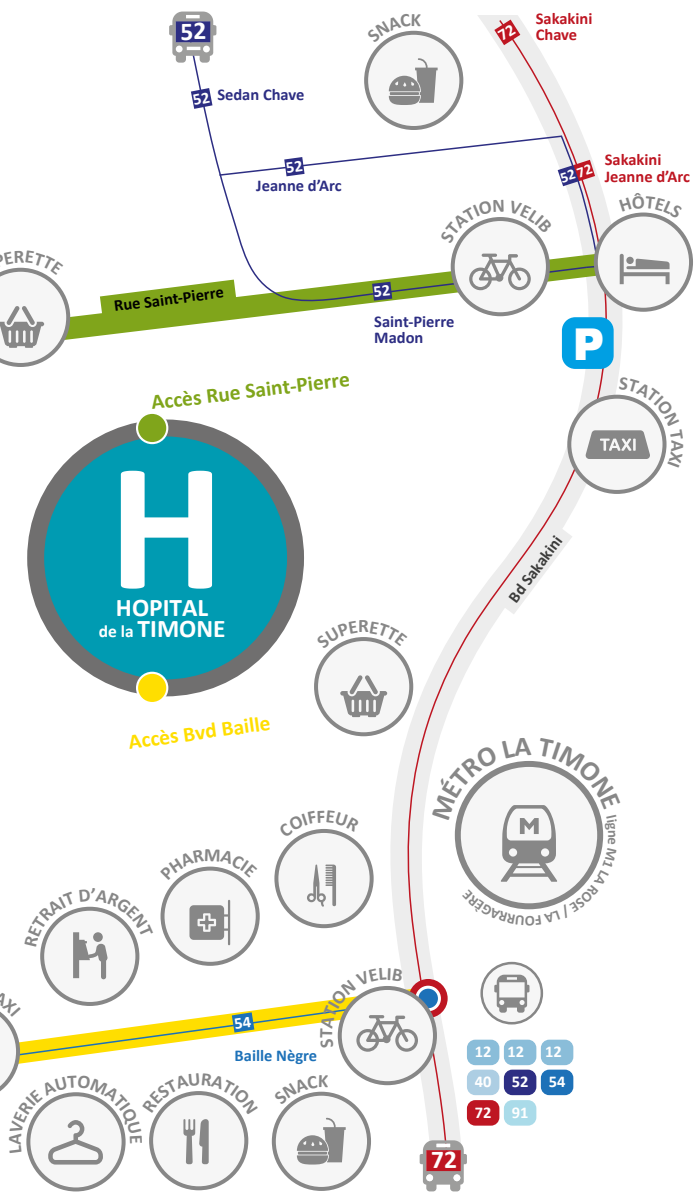 52
SNACK
72
Sakakini
Chave
52
Sedan Chave
52
Jeanne d'Arc
52
72
Sakakini
Jeanne d'Arc
STATION VELIB
HÔTELS
PERETTE
Rue Saint-Pierre
52
Saint-Pierre
Madon
P
Accès Rue Saint-Pierre
STATION TAXI
TAXI
H
HOPITAL
de la TIMONE
Bd Sakakini
SUPERETTE
Accès Bvd Baille
MÉTRO LA TIMONE
ligne M1 LA ROSE / LA FOURRAGÈRE
M
COIFFEUR
PHARMACIE
RETRAIT D'ARGENT
STATION VELIB
AXI
54
Baille Nègre
12 12 12
40 52 54
72 91
LAVERIE AUTOMATIQUE
RESTAURATION
SNACK
72